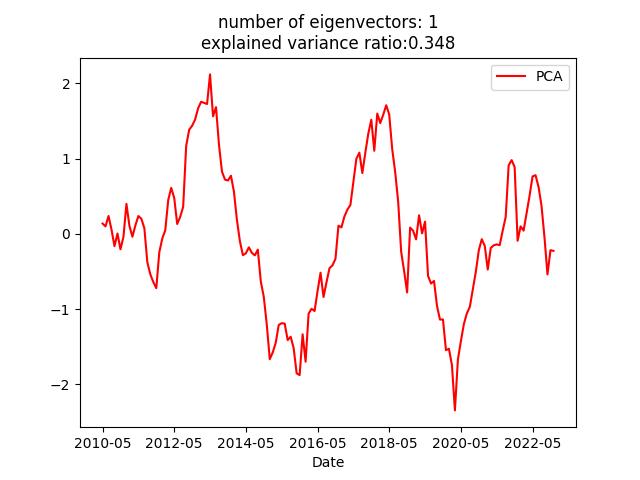 number of eigenvectors: 1
explained variance ratio:0.348
PCA
2
1
0
−1
−2
2010-05 2012-05 2014-05 2016-05 2018-05 2020-05 2022-05
Date